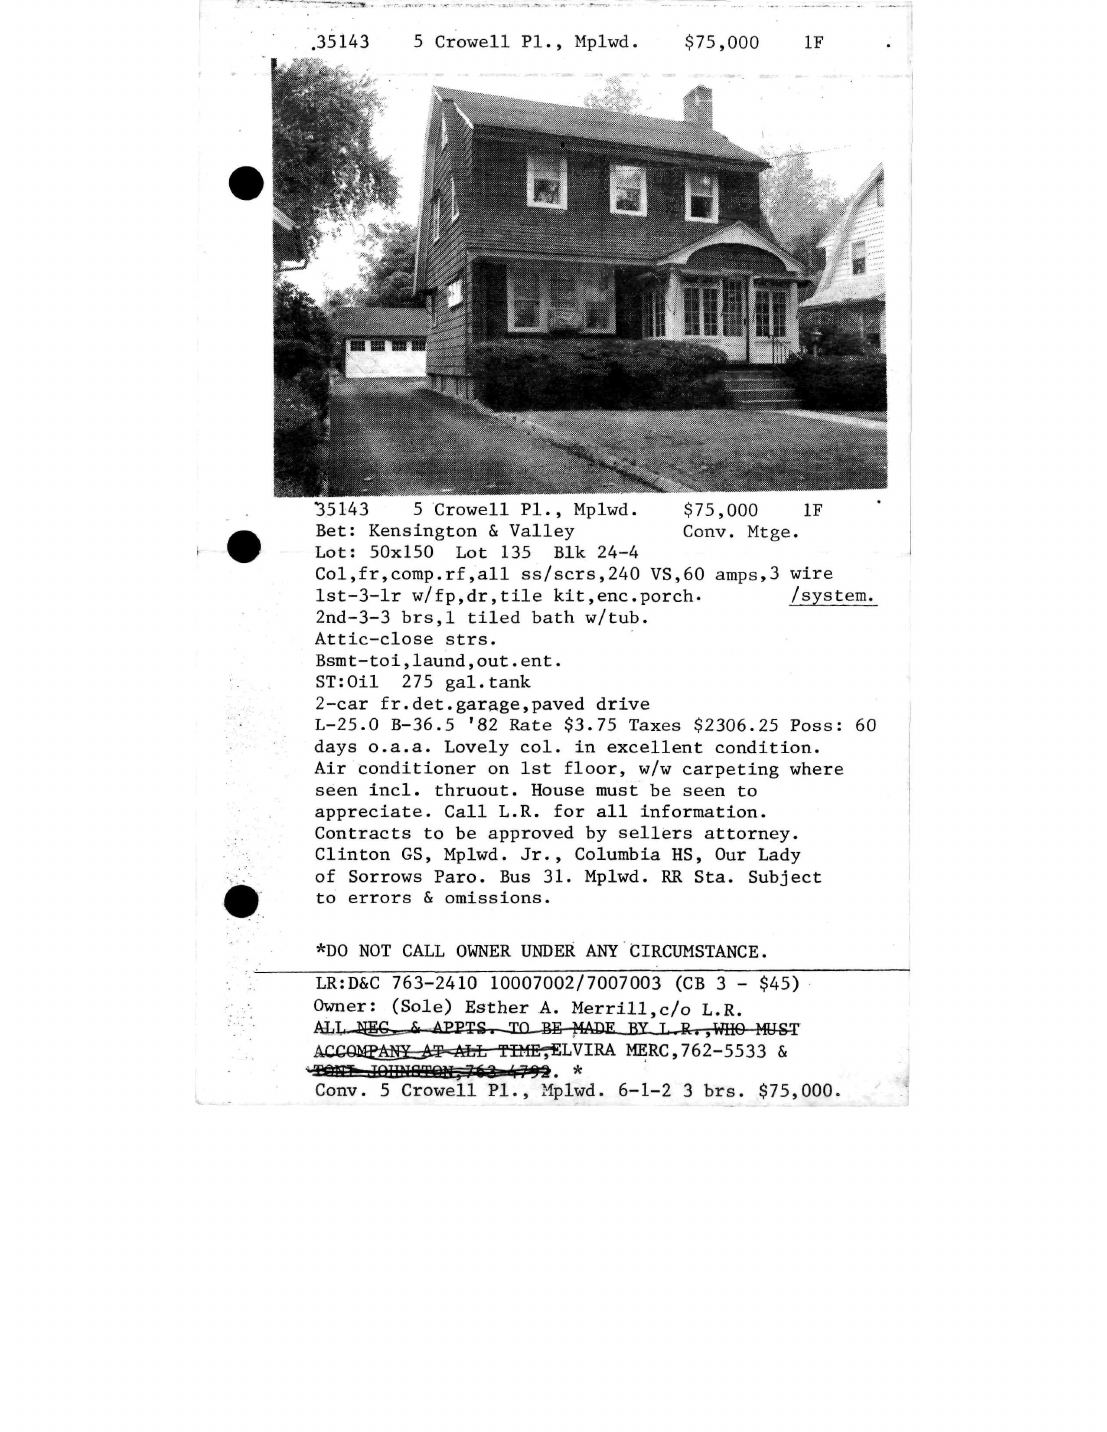 35143 5 Crowell Pl., Mplwd. $75,000 1F
35143 5 Crowell Pl., Mplwd. $75,000 1F
Bet: Kensington & Valley Conv. Mtge.
Lot: 50x150 Lot 135 Blk 24-4
Col,fr,comp.rf,all ss/scrs,240 VS,60 amps,3 wire
1st-3-lr w/fp,dr,tile kit,enc.porch. /system.
2nd-3-3 brs,1 tiled bath w/tub.
Attic-close strs.
Bsmt-toi,laund,out.ent.
ST:Oil 275 gal.tank
2-car fr.det.garage,paved drive
L-25.0 B-36.5 '82 Rate $3.75 Taxes $2306.25 Poss: 60
days o.a.a. Lovely col. in excellent condition.
Air conditioner on 1st floor, w/w carpeting where
seen incl. thruout. House must be seen to
appreciate. Call L.R. for all information.
Contracts to be approved by sellers attorney.
Clinton GS, Mplwd. Jr., Columbia HS, Our Lady
of Sorrows Paro. Bus 31. Mplwd. RR Sta. Subject
to errors & omissions.
*DO NOT CALL OWNER UNDER ANY CIRCUMSTANCE.
LR:D&C 763-2410 10007002/7007003 (CB 3 - $45)
Owner: (Sole) Esther A. Merrill,c/o L.R.
ALL NEG. & APPTS. TO BE MADE BY L.R.,WHO MUST
ACCOMPANY AT ALL TIME,ELVIRA MERC,762-5533 &
TONI JOHNSTON,763-4792. *
Conv. 5 Crowell Pl., Mplwd. 6-1-2 3 brs. $75,000.